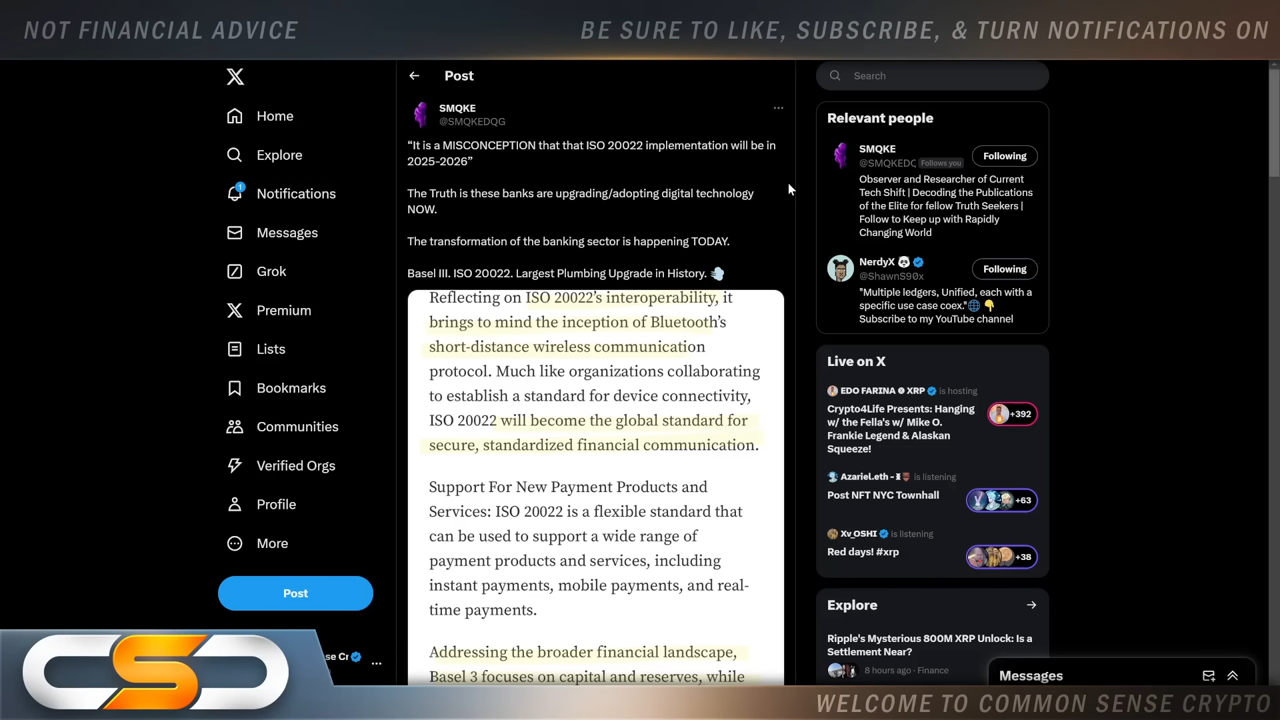 NOT FINANCIAL ADVICE
BE SURE TO LIKE, SUBSCRIBE, & TURN NOTIFICATIONS ON
Home
Explore
Notifications
1
Messages
Grok
Premium
Lists
Bookmarks
Communities
Verified Orgs
Profile
More
Post
se Cr
Post
SMQKE
@SMQKEDQG
“It is a MISCONCEPTION that that ISO 20022 implementation will be in
2025-2026”
The Truth is these banks are upgrading/adopting digital technology
NOW.
The transformation of the banking sector is happening TODAY.
Basel III. ISO 20022. Largest Plumbing Upgrade in History.
Reflecting on ISO 20022’s interoperability, it
brings to mind the inception of Bluetooth’s
short-distance wireless communication
protocol. Much like organizations collaborating
to establish a standard for device connectivity,
ISO 20022 will become the global standard for
secure, standardized financial communication.
Support For New Payment Products and
Services: ISO 20022 is a flexible standard that
can be used to support a wide range of
payment products and services, including
instant payments, mobile payments, and real-
time payments.
Addressing the broader financial landscape,
Basel 3 focuses on capital and reserves, while
Search
Relevant people
SMQKE
@SMQKEDC Follows you
Following
Observer and Researcher of Current
Tech Shift | Decoding the Publications
of the Elite for fellow Truth Seekers |
Follow to Keep up with Rapidly
Changing World
NerdyX
@ShawnS90x
Following
"Multiple ledgers, Unified, each with a
specific use case coex."
Subscribe to my YouTube channel
Live on X
EDO FARINA XRP is hosting
Crypto4Life Presents: Hanging
w/ the Fella's w/ Mike O.
Frankie Legend & Alaskan
Squeeze!
+392
Azariel.eth - is listening
Post NFT NYC Townhall
+63
Xv_OSHI is listening
Red days! #xrp
+38
Explore
Ripple's Mysterious 800M XRP Unlock: Is a
Settlement Near?
8 hours ago · Finance
Messages
CSC
WELCOME TO COMMON SENSE CRYPTO